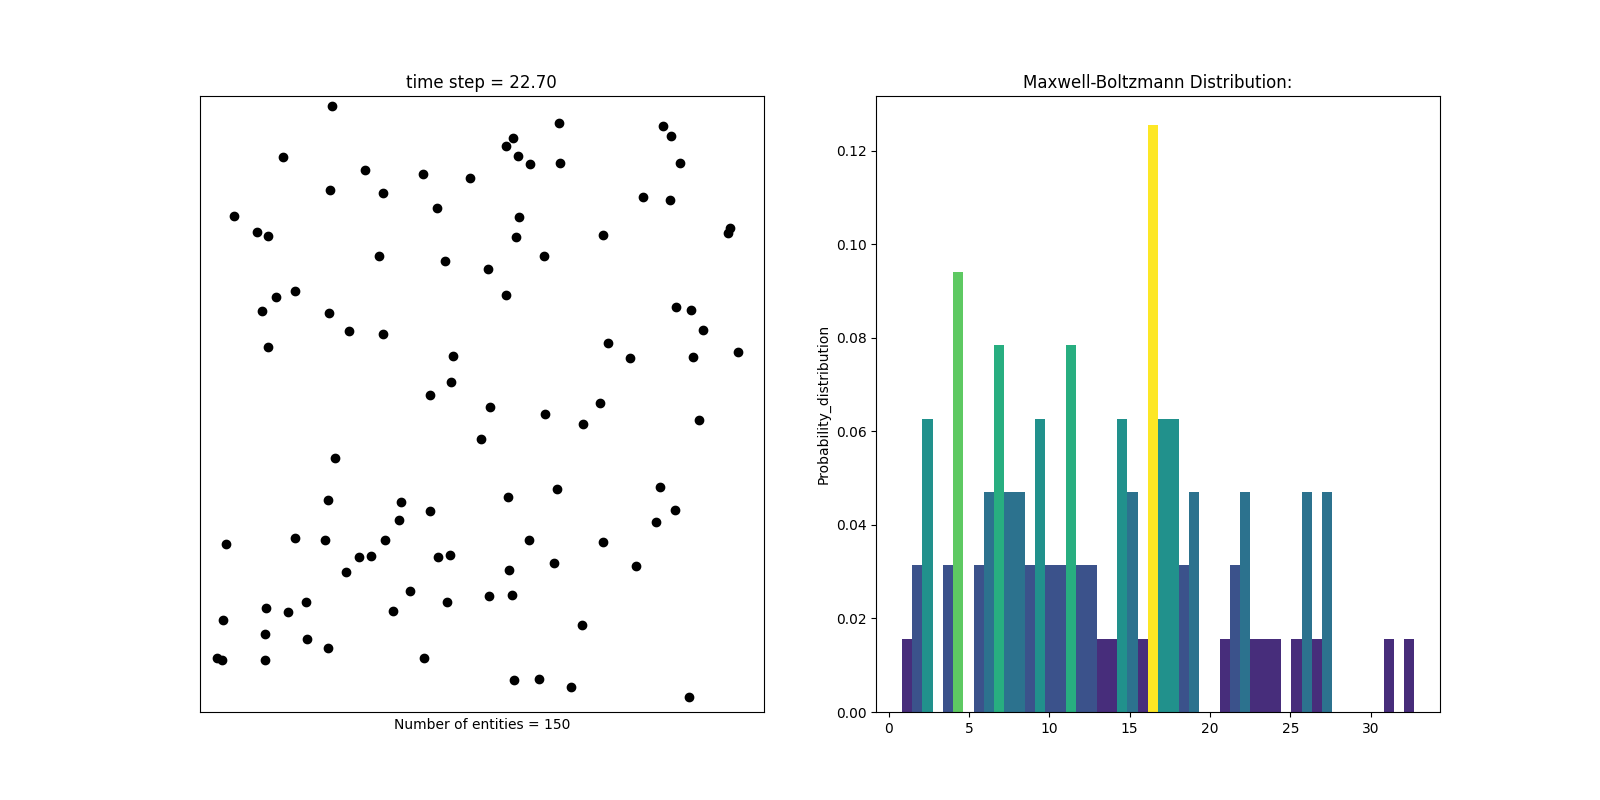 time step = 22.70
Number of entities = 150
Maxwell-Boltzmann Distribution:
Probability_distribution
0.12
0.10
0.08
0.06
0.04
0.02
0.00
0 5 10 15 20 25 30